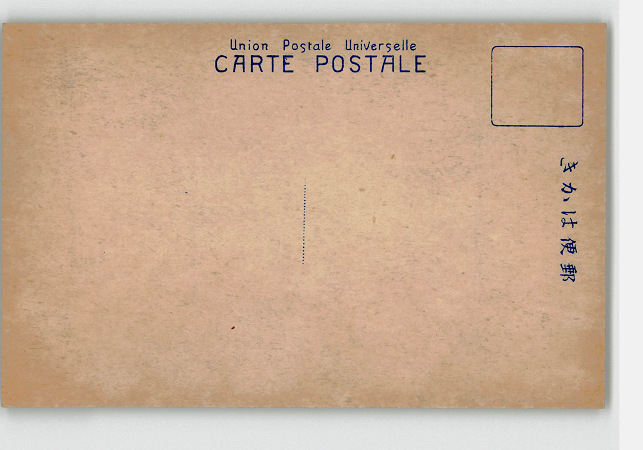 Union Postale Universelle
CARTE POSTALE
きかは便郵